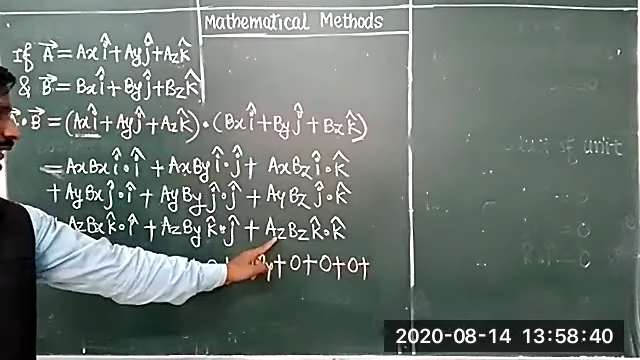 Mathematical Methods
If A⃗ = Axî + Ayĵ + Azk̂
& B⃗ = Bxî + Byĵ + Bzk̂
A⃗ • B⃗ = (Axî + Ayĵ + Azk̂) • (Bxî + Byĵ + Bzk̂)
= AxBx î•î + AxBy î•ĵ + AxBz î•k̂
+ AyBx ĵ•î + AyBy ĵ•ĵ + AyBz ĵ•k̂
+ AzBx k̂•î + AzBy k̂•ĵ + AzBz k̂•k̂
+ 0 + 0 + 0 +
of unit
= 0
2020-08-14 13:58:40